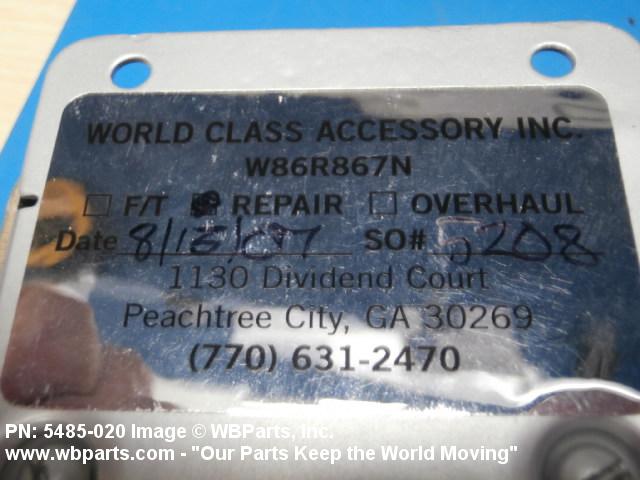 WORLD CLASS ACCESSORY INC.
W86R867N
F/T REPAIR OVERHAUL
Date 8/15/07 SO# 5208
1130 Dividend Court
Peachtree City, GA 30269
(770) 631-2470
PN: 5485-020 Image © WBParts, Inc.
www.wbparts.com - "Our Parts Keep the World Moving"